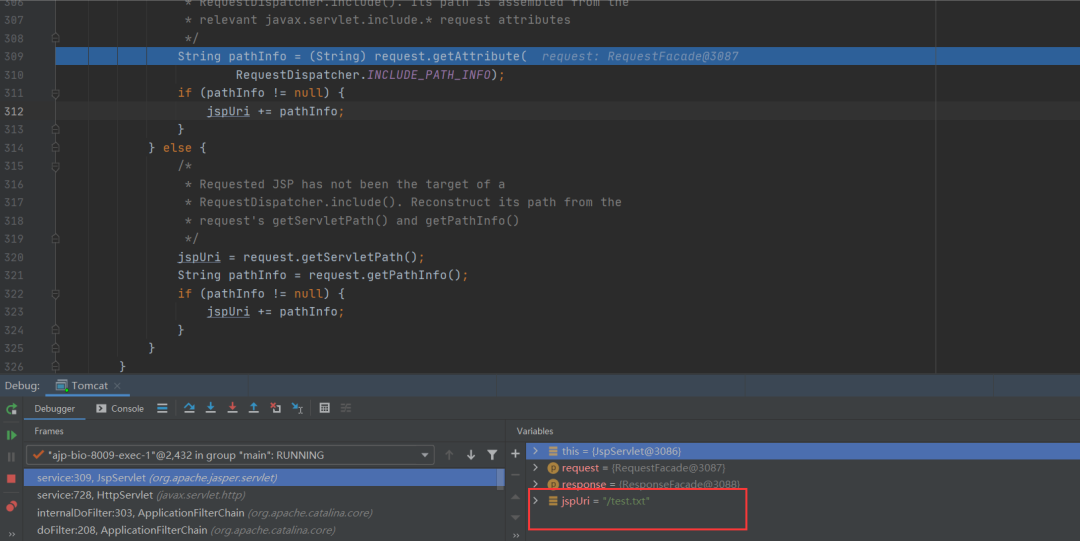 306 * RequestDispatcher.include(). Its path is assembled from the
307 * relevant javax.servlet.include.* request attributes
308 */
309 String pathInfo = (String) request.getAttribute( request: RequestFacade@3087
310 RequestDispatcher.INCLUDE_PATH_INFO);
311 if (pathInfo != null) {
312 jspUri += pathInfo;
313 }
314 } else {
315 /*
316 * Requested JSP has not been the target of a
317 * RequestDispatcher.include(). Reconstruct its path from the
318 * request's getServletPath() and getPathInfo()
319 */
320 jspUri = request.getServletPath();
321 String pathInfo = request.getPathInfo();
322 if (pathInfo != null) {
323 jspUri += pathInfo;
324 }
325 }
326 }
Debug: Tomcat
Debugger Console
Frames
"ajp-bio-8009-exec-1"@2,432 in group "main": RUNNING
service:309, JspServlet (org.apache.jasper.servlet)
service:728, HttpServlet (javax.servlet.http)
internalDoFilter:303, ApplicationFilterChain (org.apache.catalina.core)
doFilter:208, ApplicationFilterChain (org.apache.catalina.core)
Variables
this = {JspServlet@3086}
request = {RequestFacade@3087}
response = {ResponseFacade@3088}
jspUri = "/test.txt"